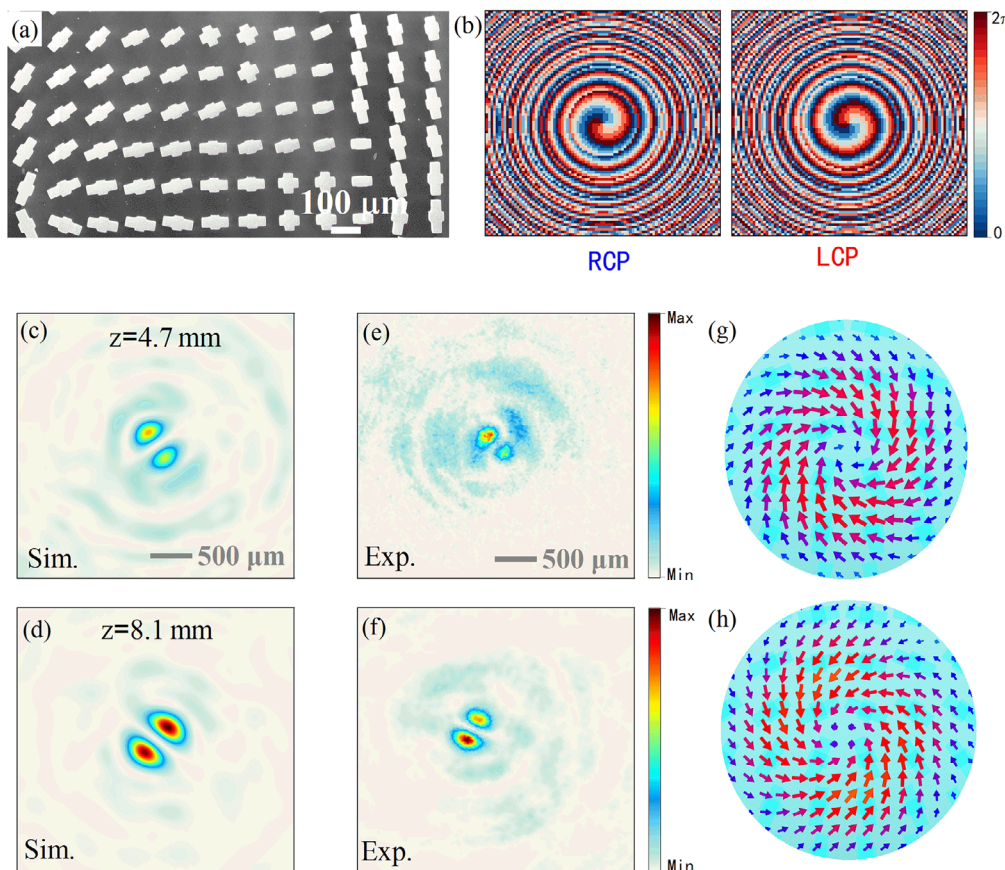 (a)
100 μm
(b)
2
0
RCP
LCP
(c)
z=4.7 mm
Sim.
500 μm
(e)
Exp.
500 μm
Max
Min
(g)
(d)
z=8.1 mm
Sim.
(f)
Exp.
Max
Min
(h)